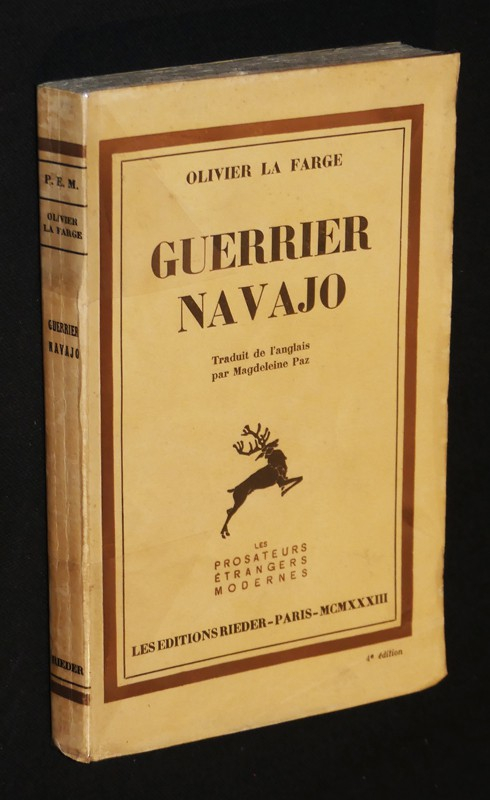 P. E. M.
OLIVIER
LA FARGE
GUERRIER
NAVAJO
RIEDER
OLIVIER LA FARGE
GUERRIER
NAVAJO
Traduit de l'anglais
par Magdeleine Paz
LES
PROSATEURS
ÉTRANGERS
MODERNES
LES EDITIONS RIEDER-PARIS-MCMXXXIII
4e édition